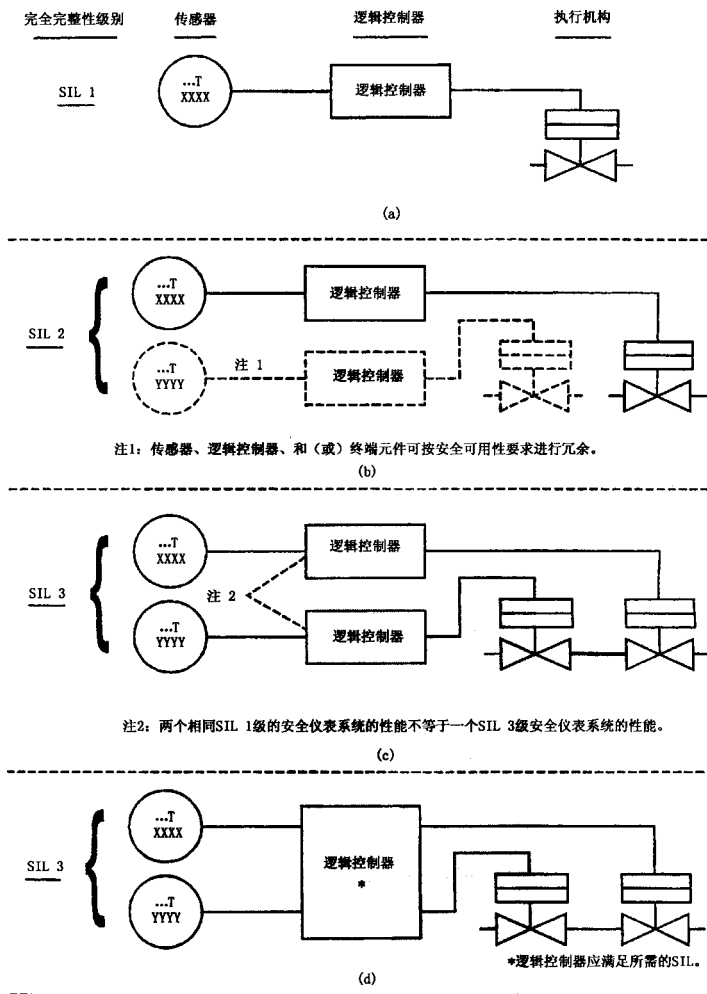 完全完整性级别 传感器 逻辑控制器 执行机构
SIL 1
...T
XXXX
逻辑控制器
(a)
SIL 2
...T
XXXX
逻辑控制器
...T
YYYY
注 1
逻辑控制器
注1: 传感器、逻辑控制器、和（或）终端元件可按安全可用性要求进行冗余。
(b)
SIL 3
...T
XXXX
逻辑控制器
注 2
...T
YYYY
逻辑控制器
注2: 两个相同SIL 1级的安全仪表系统的性能不等于一个SIL 3级安全仪表系统的性能。
(c)
SIL 3
...T
XXXX
逻辑控制器
*
...T
YYYY
*逻辑控制器应满足所需的SIL。
(d)